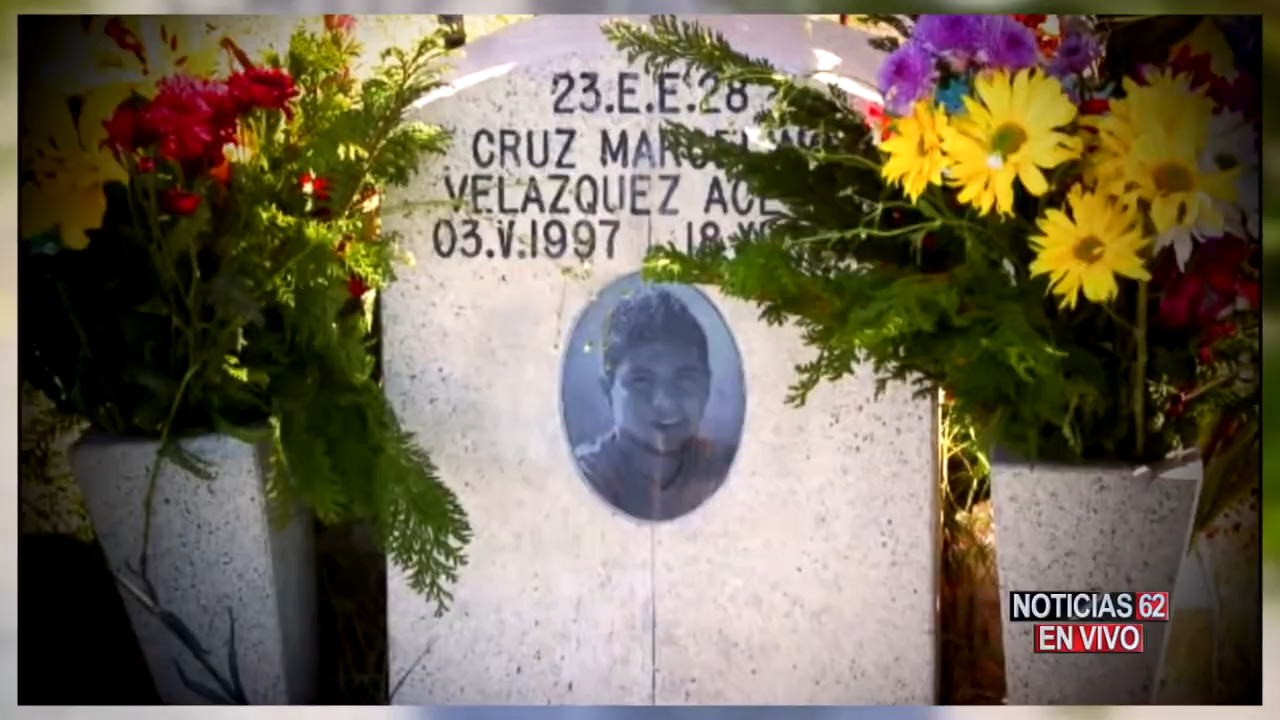 23.E.E.28
CRUZ
VELAZQUEZ
03.V.1997 18
NOTICIAS 62
EN VIVO